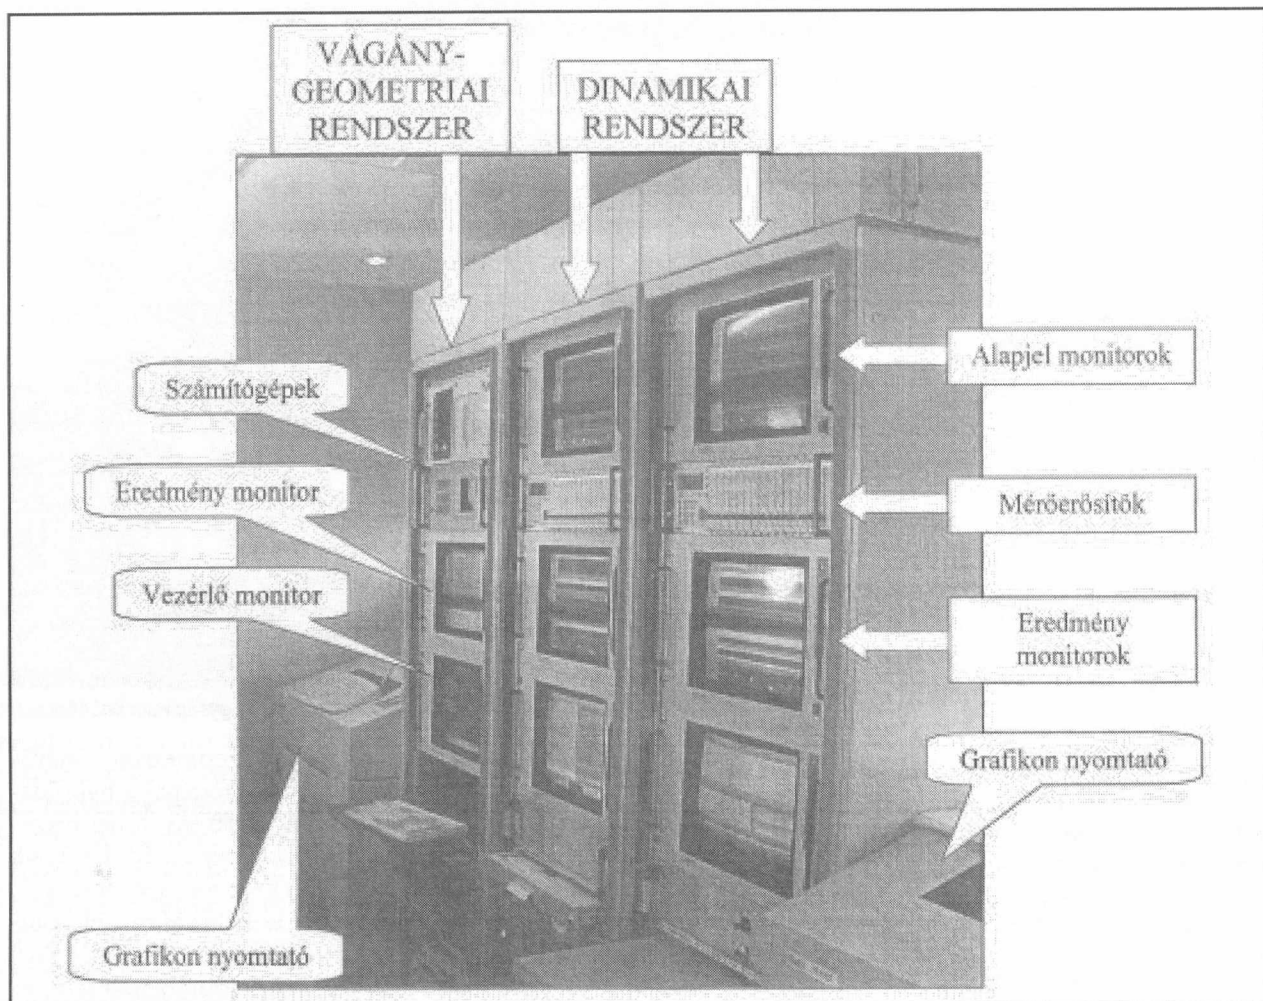 VÁGÁNY-
GEOMETRIAI
RENDSZER
DINAMIKAI
RENDSZER
Számítógépek
Eredmény monitor
Vezérlő monitor
Grafikon nyomtató
Alapjel monitorok
Mérőerősítők
Eredmény
monitorok
Grafikon nyomtató